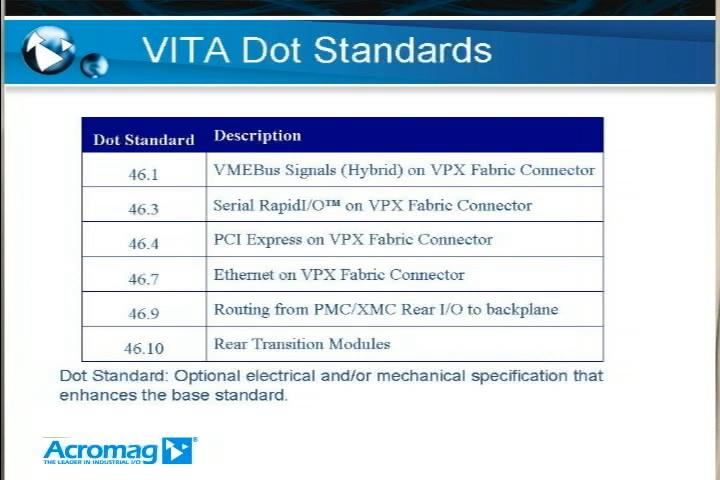 VITA Dot Standards
Dot Standard Description
46.1 VMEBus Signals (Hybrid) on VPX Fabric Connector
46.3 Serial RapidI/O™ on VPX Fabric Connector
46.4 PCI Express on VPX Fabric Connector
46.7 Ethernet on VPX Fabric Connector
46.9 Routing from PMC/XMC Rear I/O to backplane
46.10 Rear Transition Modules
Dot Standard: Optional electrical and/or mechanical specification that
enhances the base standard.
Acromag®
THE LEADER IN INDUSTRIAL I/O